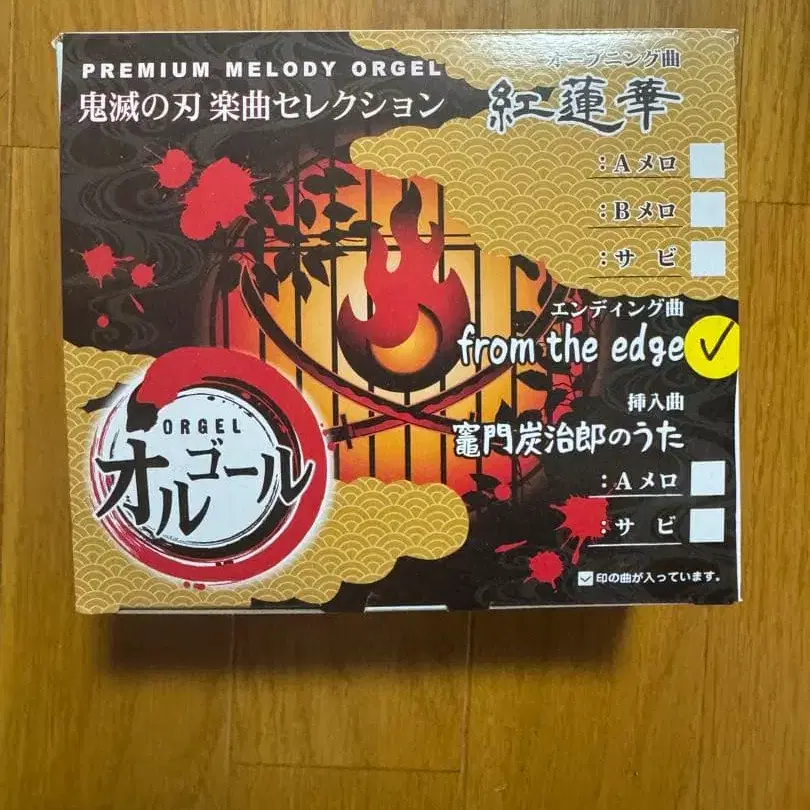 PREMIUM MELODY ORGEL
鬼滅の刃 楽曲セレクション
オープニング曲
紅蓮華
：Aメロ
：Bメロ
：サビ
エンディング曲
from the edge
挿入曲
竈門炭治郎のうた
：Aメロ
：サビ
印の曲が入っています。
ORGEL
オルゴール